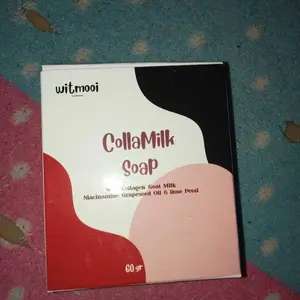 witmooi
CollaMilk
Soap
Collagen Goat Milk
Niacinamide Grapeseed Oil & Rose Petal
60 gr